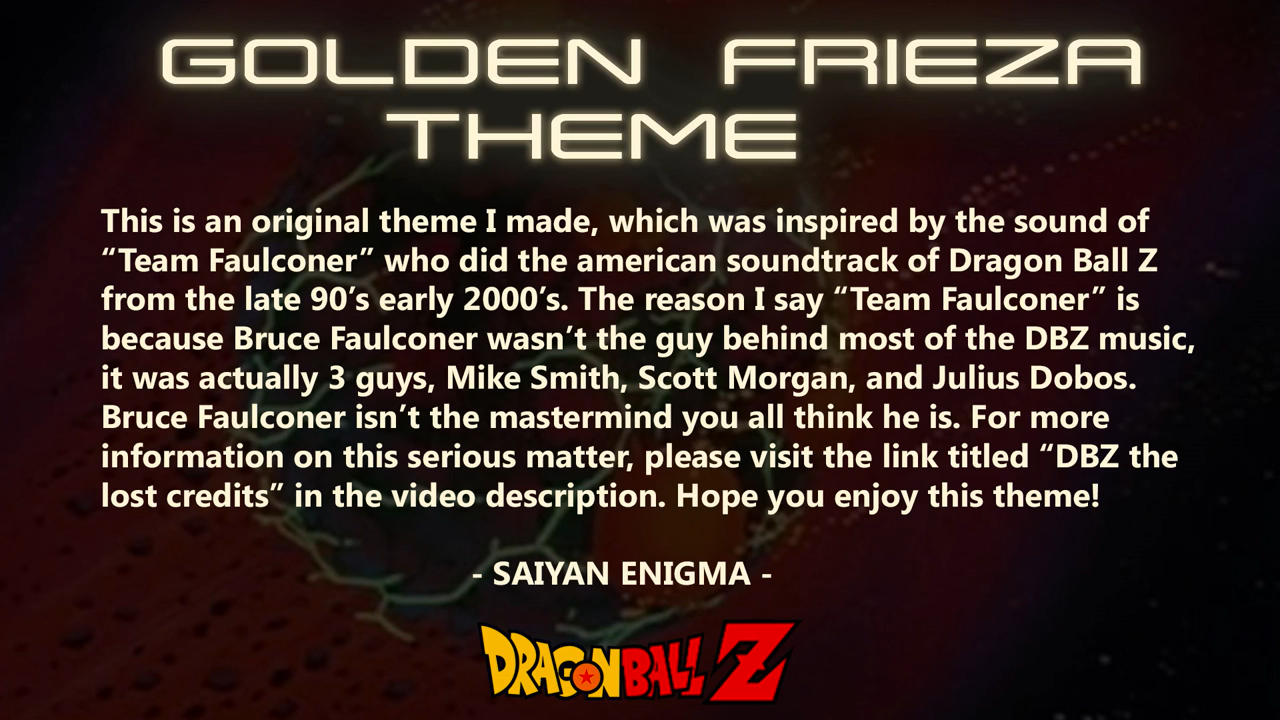 GOLDEN FRIEZA
THEME
This is an original theme I made, which was inspired by the sound of
“Team Faulconer” who did the american soundtrack of Dragon Ball Z
from the late 90’s early 2000’s. The reason I say “Team Faulconer” is
because Bruce Faulconer wasn’t the guy behind most of the DBZ music,
it was actually 3 guys, Mike Smith, Scott Morgan, and Julius Dobos.
Bruce Faulconer isn’t the mastermind you all think he is. For more
information on this serious matter, please visit the link titled “DBZ the
lost credits” in the video description. Hope you enjoy this theme!
- SAIYAN ENIGMA -
DRAGON BALL Z